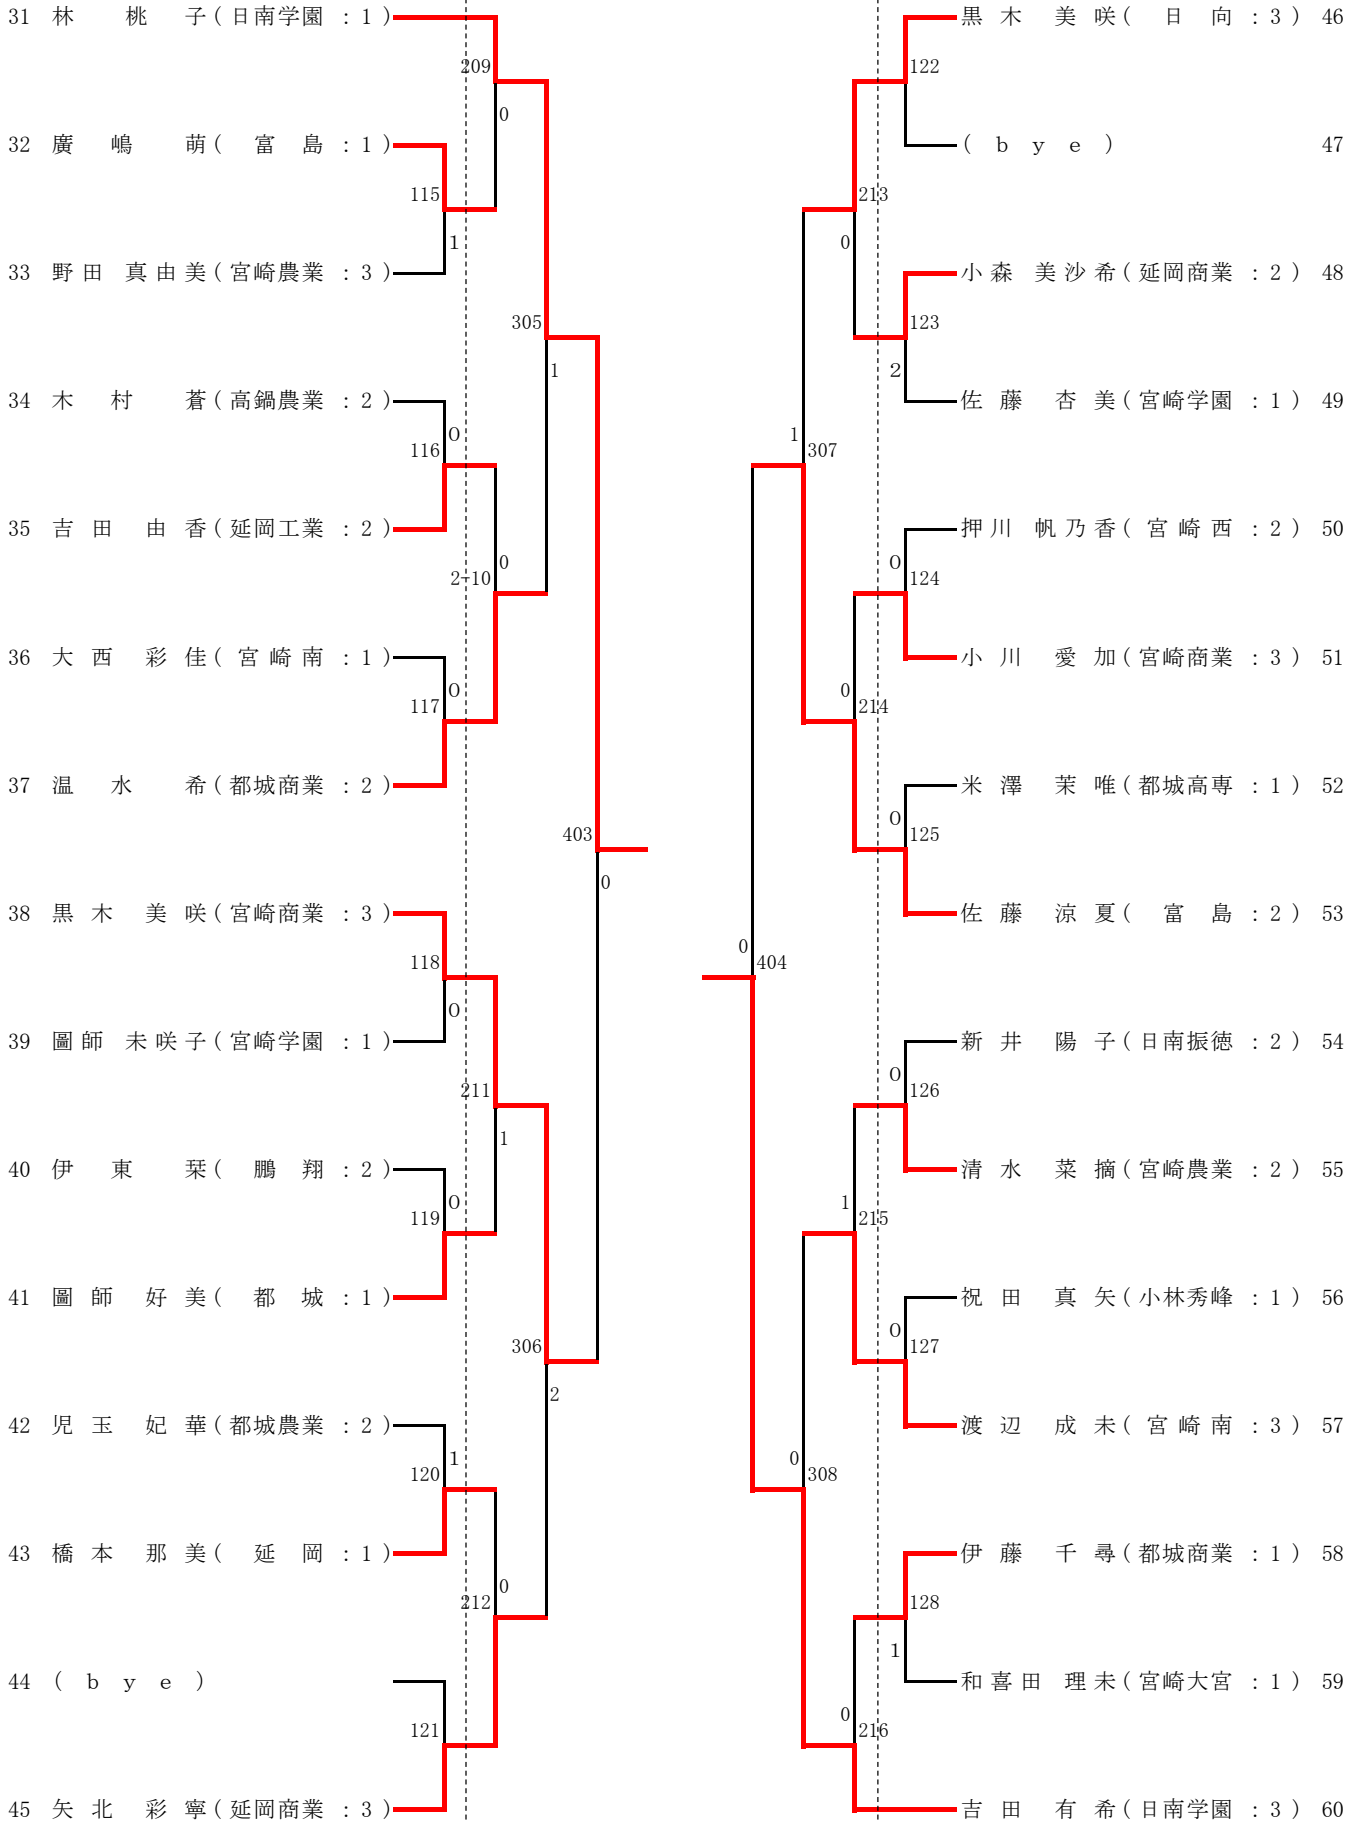 31 林 桃 子(日南学園 : 1)
209
0
32 廣 嶋 萌( 富 島 : 1)
115
1
33 野田 真由美(宮崎農業 : 3)
305
1
34 木 村 蒼(高鍋農業 : 2)
0
116
35 吉 田 由 香(延岡工業 : 2)
0
2-10
36 大 西 彩 佳( 宮 崎 南 : 1)
0
117
37 温 水 希(都城商業 : 2)
403
0
38 黒 木 美 咲(宮崎商業 : 3)
118
0
39 圖師 未咲子(宮崎学園 : 1)
211
1
40 伊 東 栞( 鵬 翔 : 2)
0
119
41 圖 師 好 美( 都 城 : 1)
306
2
42 児 玉 妃 華(都城農業 : 2)
1
120
43 橋 本 那 美( 延 岡 : 1)
0
212
44 ( b y e )
121
45 矢 北 彩 寧(延岡商業 : 3)
黒 木 美 咲( 日 向 : 3) 46
122
( b y e ) 47
213
0
小森 美沙希(延岡商業 : 2) 48
123
2
佐 藤 杏 美(宮崎学園 : 1) 49
1
307
押川 帆乃香( 宮 崎 西 : 2) 50
0
124
小 川 愛 加(宮崎商業 : 3) 51
0
214
米 澤 茉 唯(都城高専 : 1) 52
0
125
佐 藤 涼 夏( 富 島 : 2) 53
0
404
新 井 陽 子(日南振徳 : 2) 54
0
126
清 水 菜 摘(宮崎農業 : 2) 55
1
215
祝 田 真 矢(小林秀峰 : 1) 56
0
127
渡 辺 成 未( 宮 崎 南 : 3) 57
0
308
伊 藤 千 尋(都城商業 : 1) 58
128
1
和喜田 理未(宮崎大宮 : 1) 59
0
216
吉 田 有 希(日南学園 : 3) 60